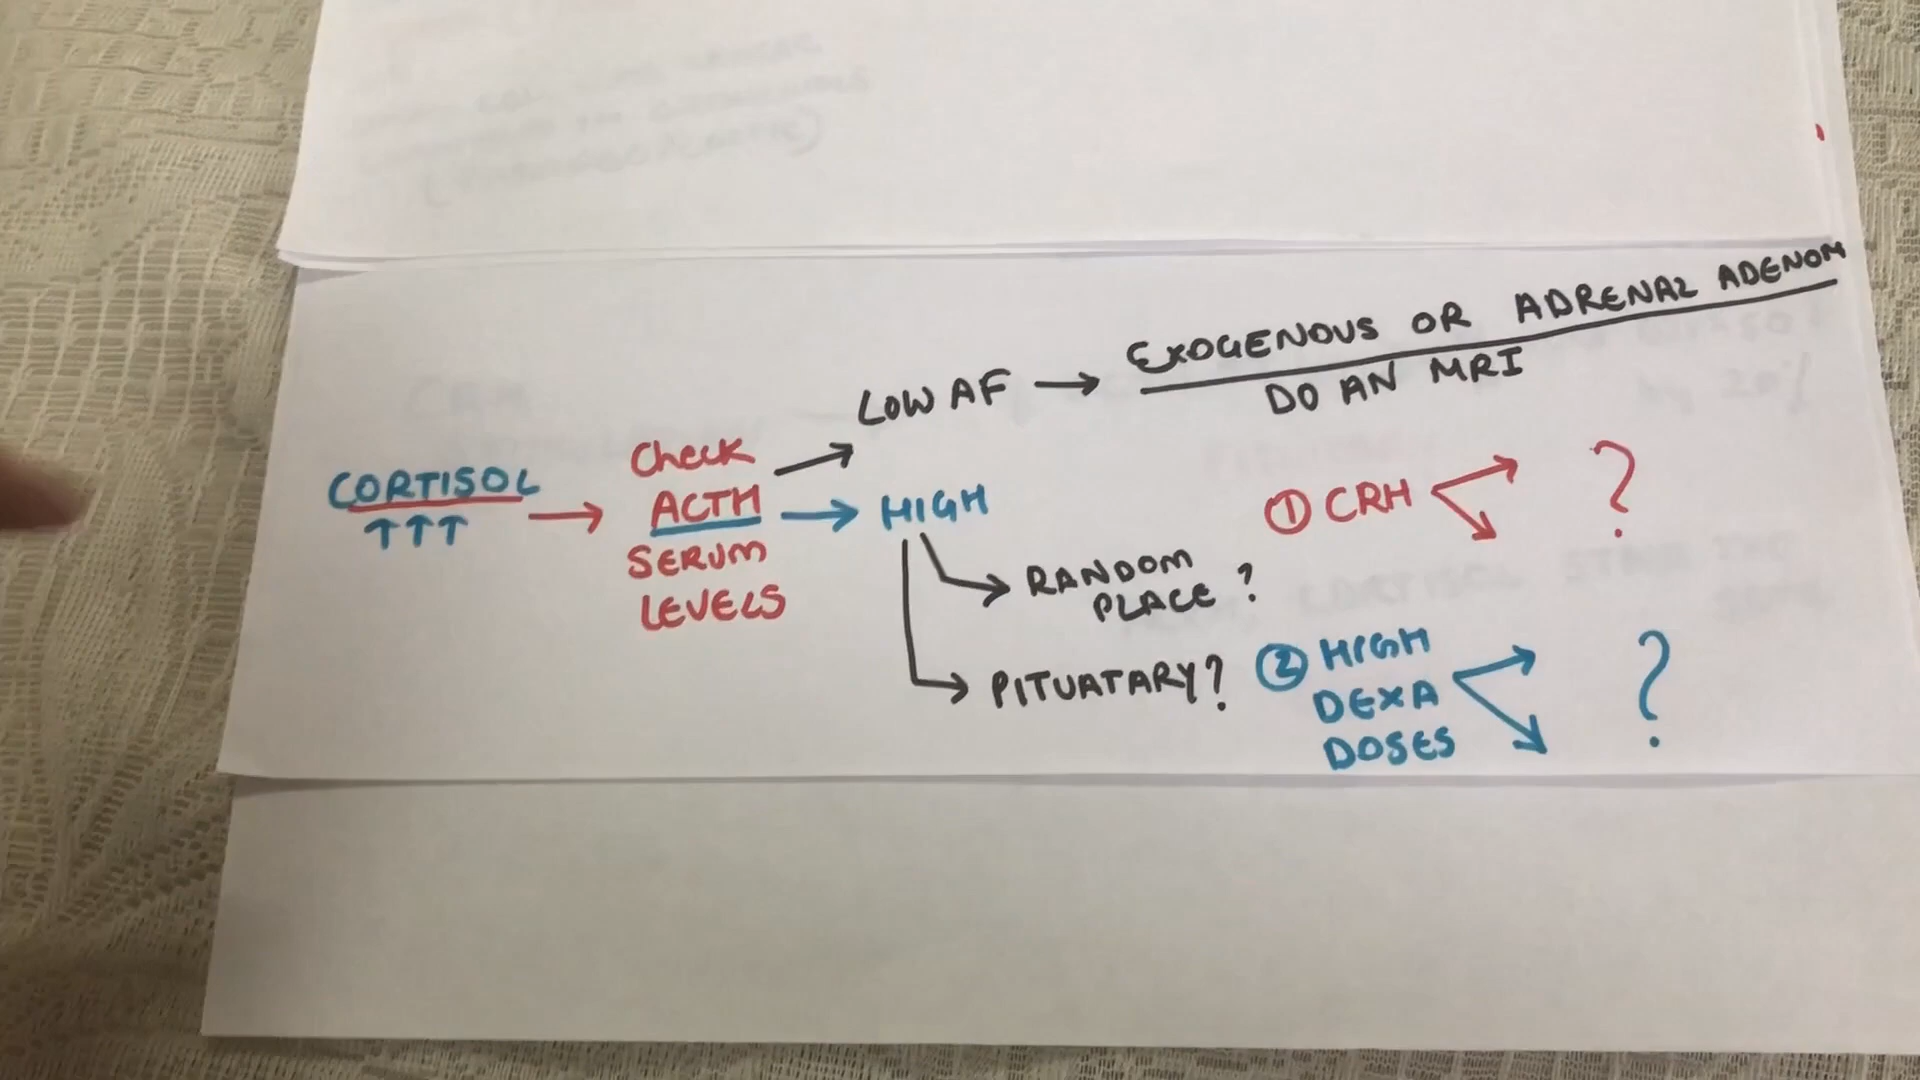 EXOGENOUS OR ADRENAL ADENOM
DO AN MRI
LOW AF
Check
ACTH
SERUM
LEVELS
CORTISOL
↑↑↑
HIGH
① CRH ?
RANDOM
PLACE ?
PITUATARY?
② HIGH
DEXA
DOSES
?